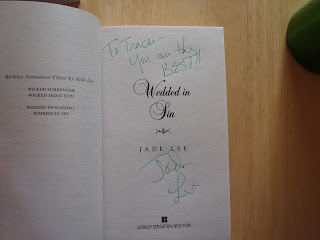 Berkley Sensation Titles by Jade Lee
WICKED SURRENDER
WICKED SEDUCTION
WEDDED IN SCANDAL
WEDDED IN SIN
To Tracee–
You are the
BEST!!
Wedded in
Sin
JADE LEE
Jade
Lee
BERKLEY SENSATION, NEW YORK